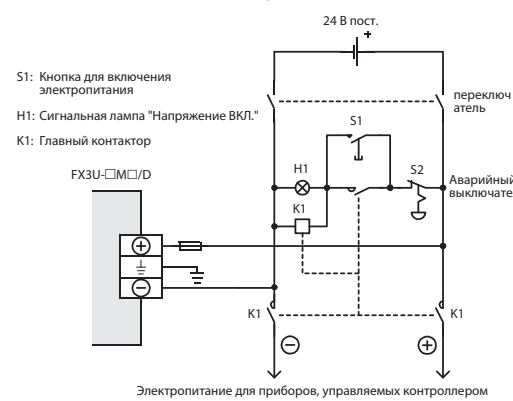 24 В пост.
+
S1: Кнопка для включения
электропитания
H1: Сигнальная лампа "Напряжение ВКЛ."
K1: Главный контактор
переключ
атель
S1
FX3U-□M□/D
H1
S2
Аварийный
выключате
K1
K1
K1
Электропитание для приборов, управляемых контроллером